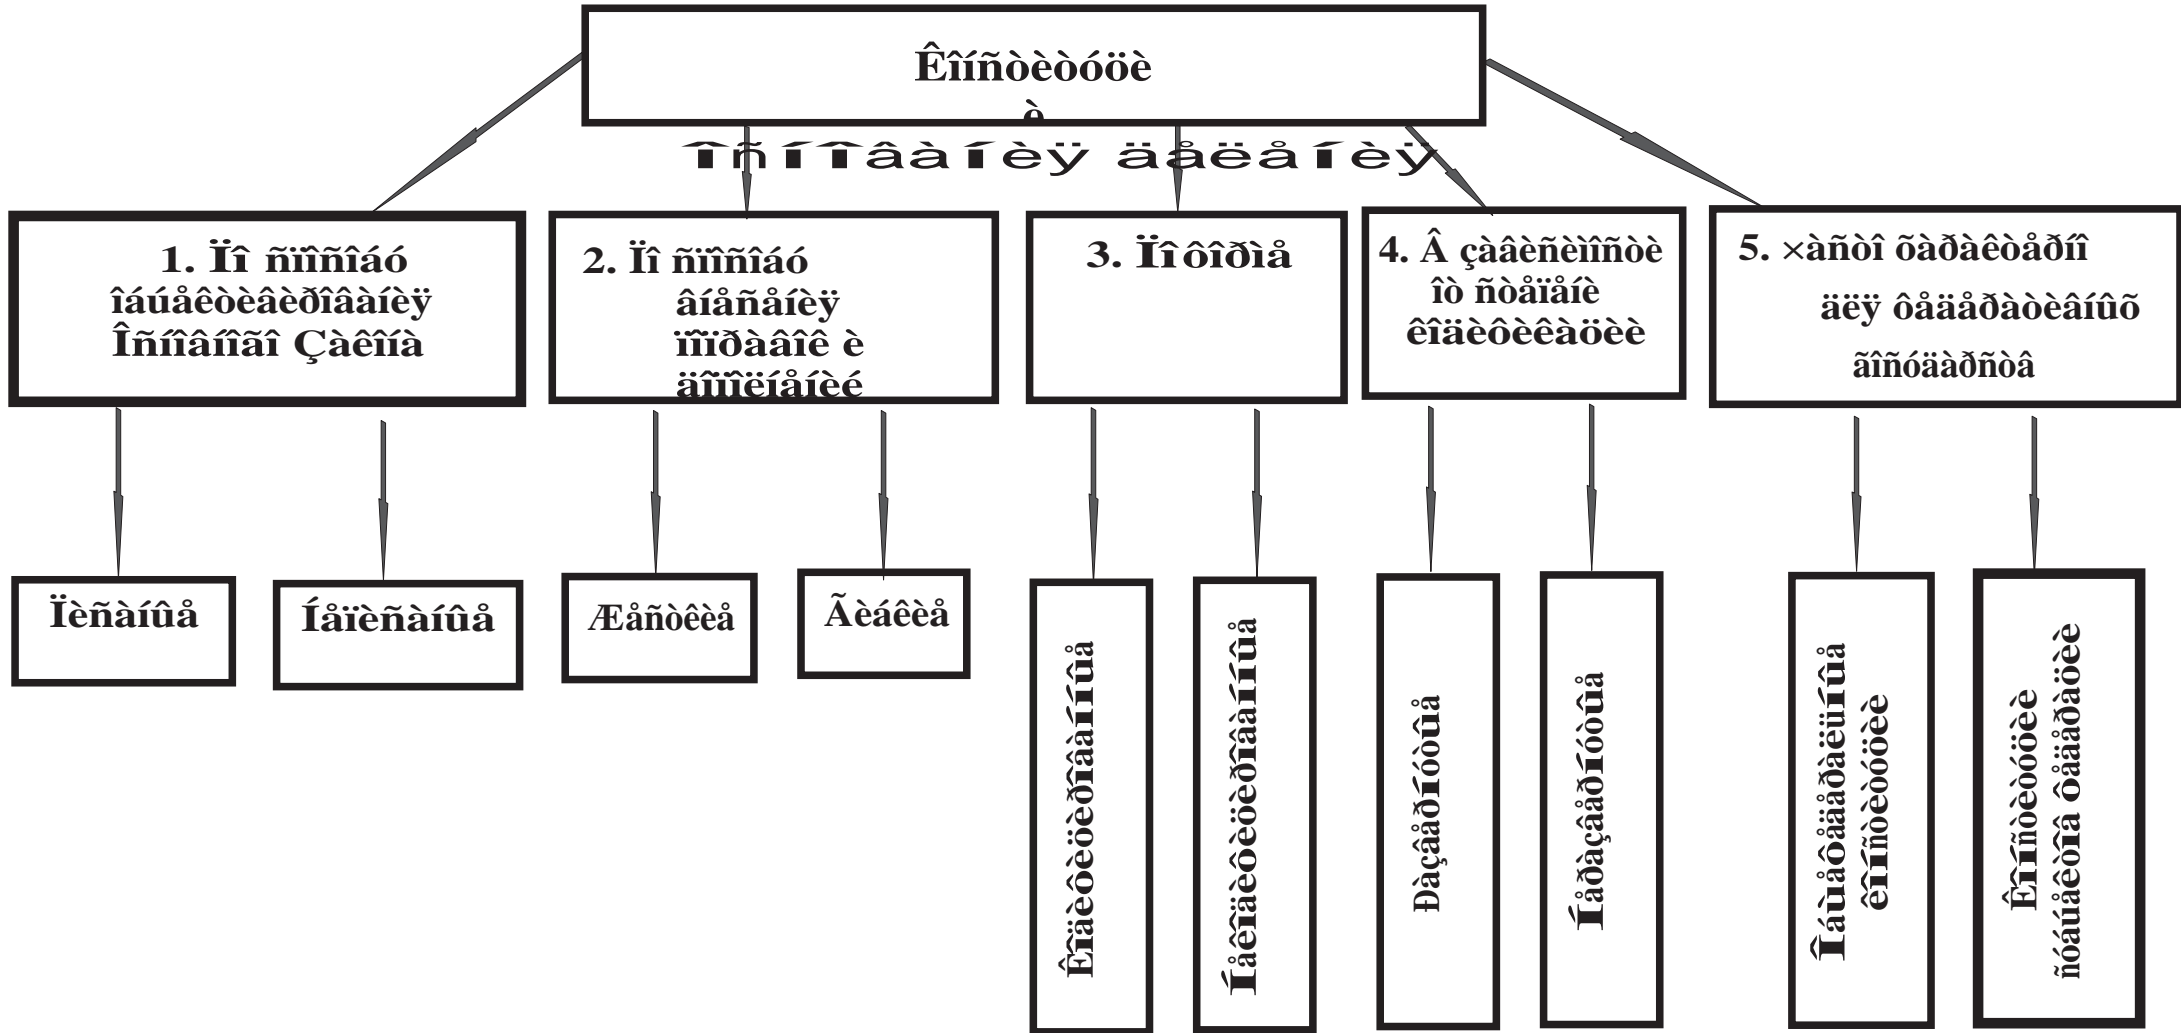 Êîíñòèòóöè
è
îñíîâàíèÿ äåëåíèÿ
1. Ïî ñïîñîáó
îáúåêòèâèðîâàíèÿ
Îñíîâíîãî Çàêîíà
2. Ïî ñïîñîáó
âíåñåíèÿ
ïîïðàâîê è
äîïîëíåíèé
3. Ïî ôîðìå
4. Â çàâèñèìîñòè
îò ñòåïåíè
êîäèôèêàöèè
5. ×àñòî õàðàêòåðíî
äëÿ ôåäåðàòèâíûõ
ãîñóäàðñòâ
Ïèñàíûå
Íåïèñàíûå
Æåñòêèå
Ãèáêèå
Êîäèôèöèðîâàííûå
Íåêîäèôèöèðîâàííûå
Ðàçâåðíóòûå
Íåðàçâåðíóòûå
Îáùåôåäåðàëüíûå
êîíñòèòóöèè
Êîíñòèòóöèè
ñóáúåêòîâ ôåäåðàöèè